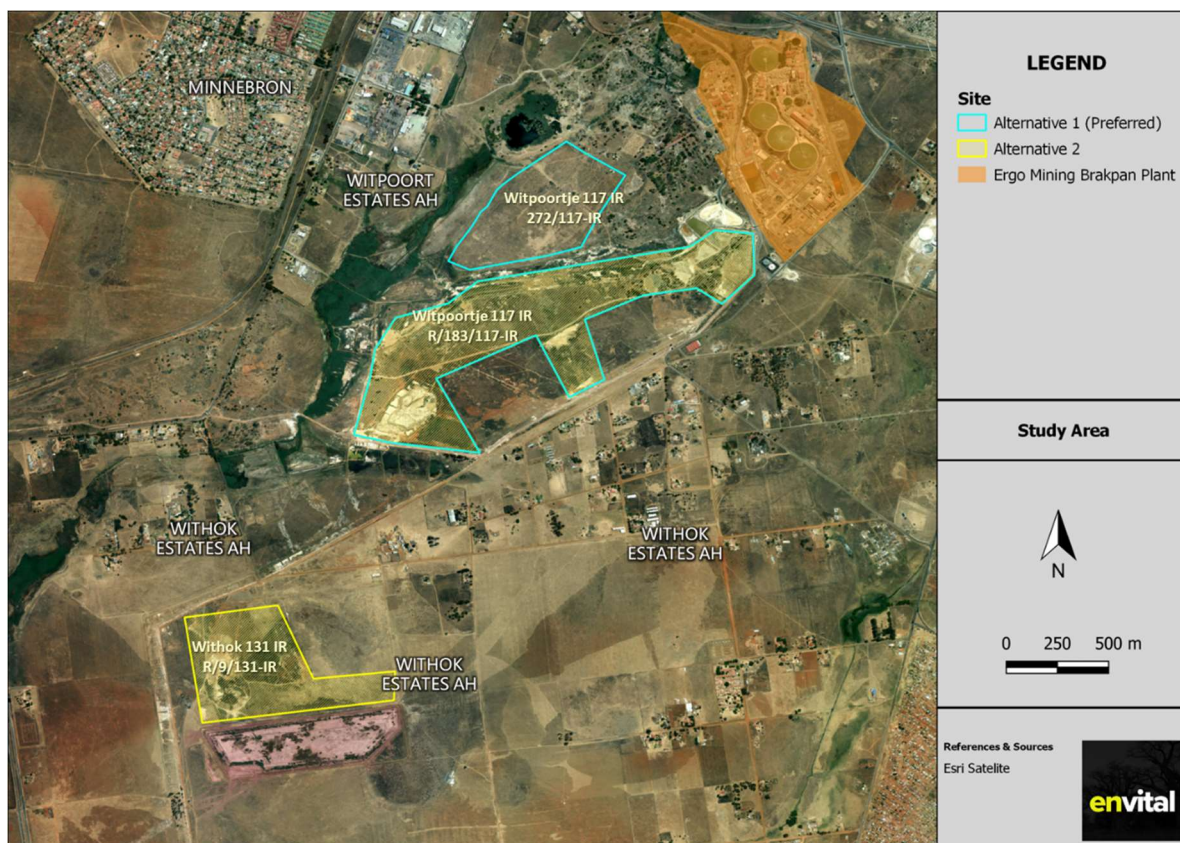 MINNEBRON
WITPOORT
ESTATES AH
Witpoortje 117 IR
272/117-IR
Witpoortje 117 IR
R/183/117-IR
WITHOK
ESTATES AH
WITHOK
ESTATES AH
Withok 131 IR
R/9/131-IR
WITHOK
ESTATES AH
LEGEND
Site
Alternative 1 (Preferred)
Alternative 2
Ergo Mining Brakpan Plant
Study Area
N
0 250 500 m
References & Sources
Esri Satelite
envital